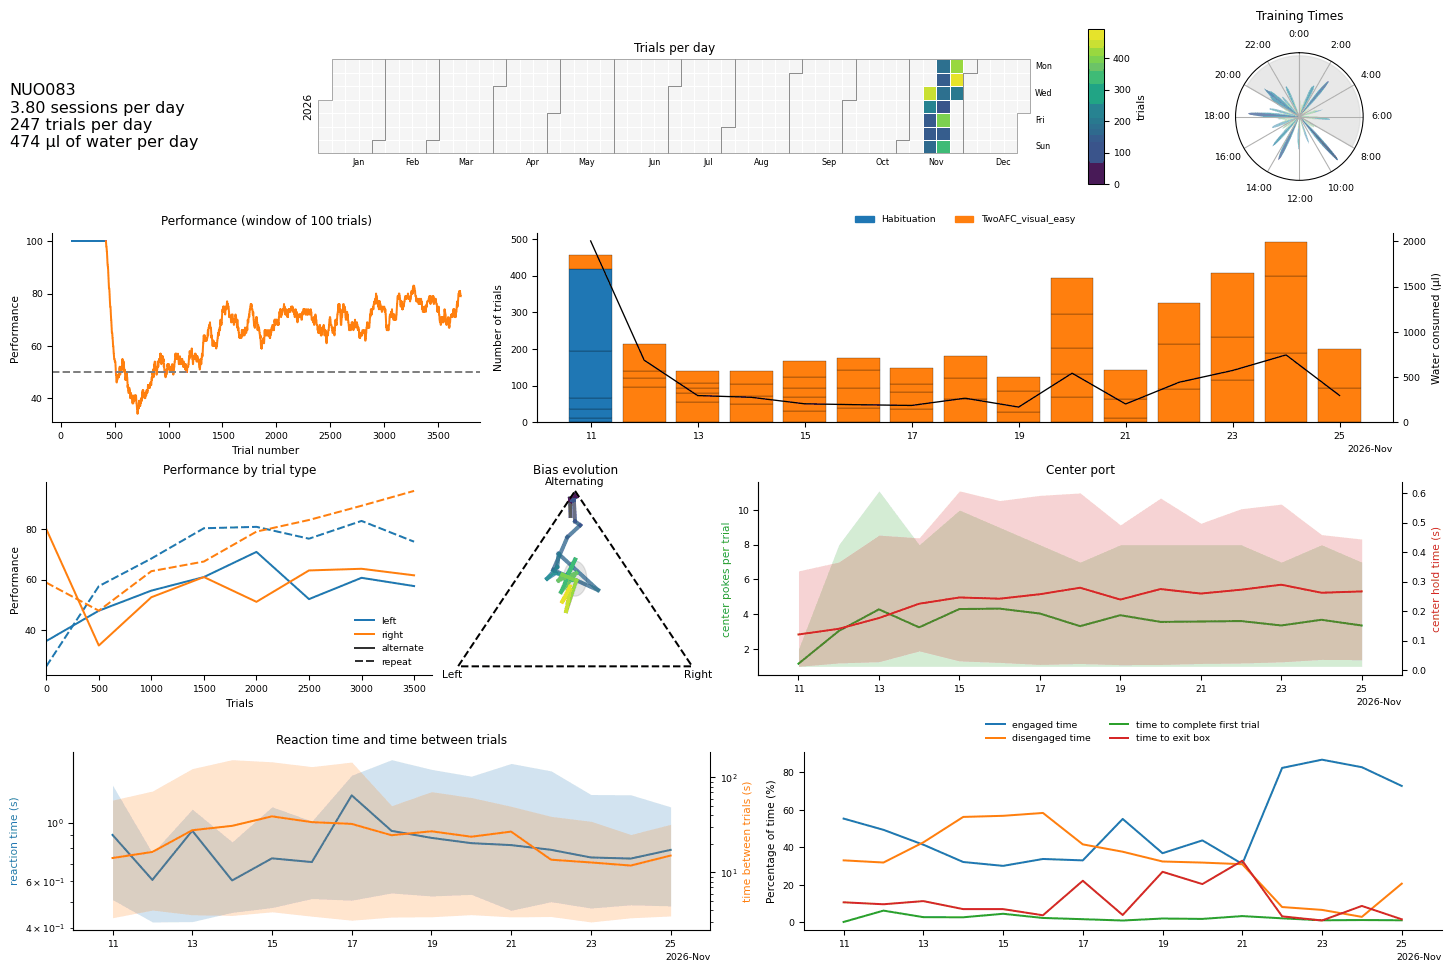 NUO083
3.80 sessions per day
247 trials per day
474 µl of water per day
Trials per day
2026
Jan Feb Mar Apr May Jun Jul Aug Sep Oct Nov Dec
Mon
Wed
Fri
Sun
400
300
200
100
0
trials
Training Times
0:00
2:00
4:00
6:00
8:00
10:00
12:00
14:00
16:00
18:00
20:00
22:00
Performance (window of 100 trials)
Performance
100
80
60
40
0 500 1000 1500 2000 2500 3000 3500
Trial number
Habituation TwoAFC_visual_easy
Number of trials
500
400
300
200
100
0
11 13 15 17 19 21 23 25
2026-Nov
2000
1500
1000
500
0
Water consumed (µl)
Performance by trial type
Performance
80
60
40
0 500 1000 1500 2000 2500 3000 3500
Trials
left
right
alternate
repeat
Bias evolution
Alternating
Left Right
Center port
center pokes per trial
10
8
6
4
2
11 13 15 17 19 21 23 25
2026-Nov
0.6
0.5
0.4
0.3
0.2
0.1
0.0
center hold time (s)
Reaction time and time between trials
reaction time (s)
10⁰
6 × 10⁻¹
4 × 10⁻¹
11 13 15 17 19 21 23 25
2026-Nov
10²
10¹
time between trials (s)
engaged time
disengaged time
time to complete first trial
time to exit box
Percentage of time (%)
80
60
40
20
0
11 13 15 17 19 21 23 25
2026-Nov